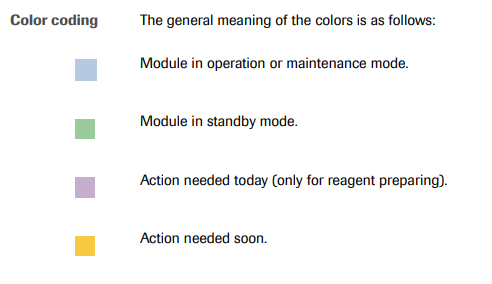 Color coding The general meaning of the colors is as follows:
Module in operation or maintenance mode.
Module in standby mode.
Action needed today (only for reagent preparing).
Action needed soon.